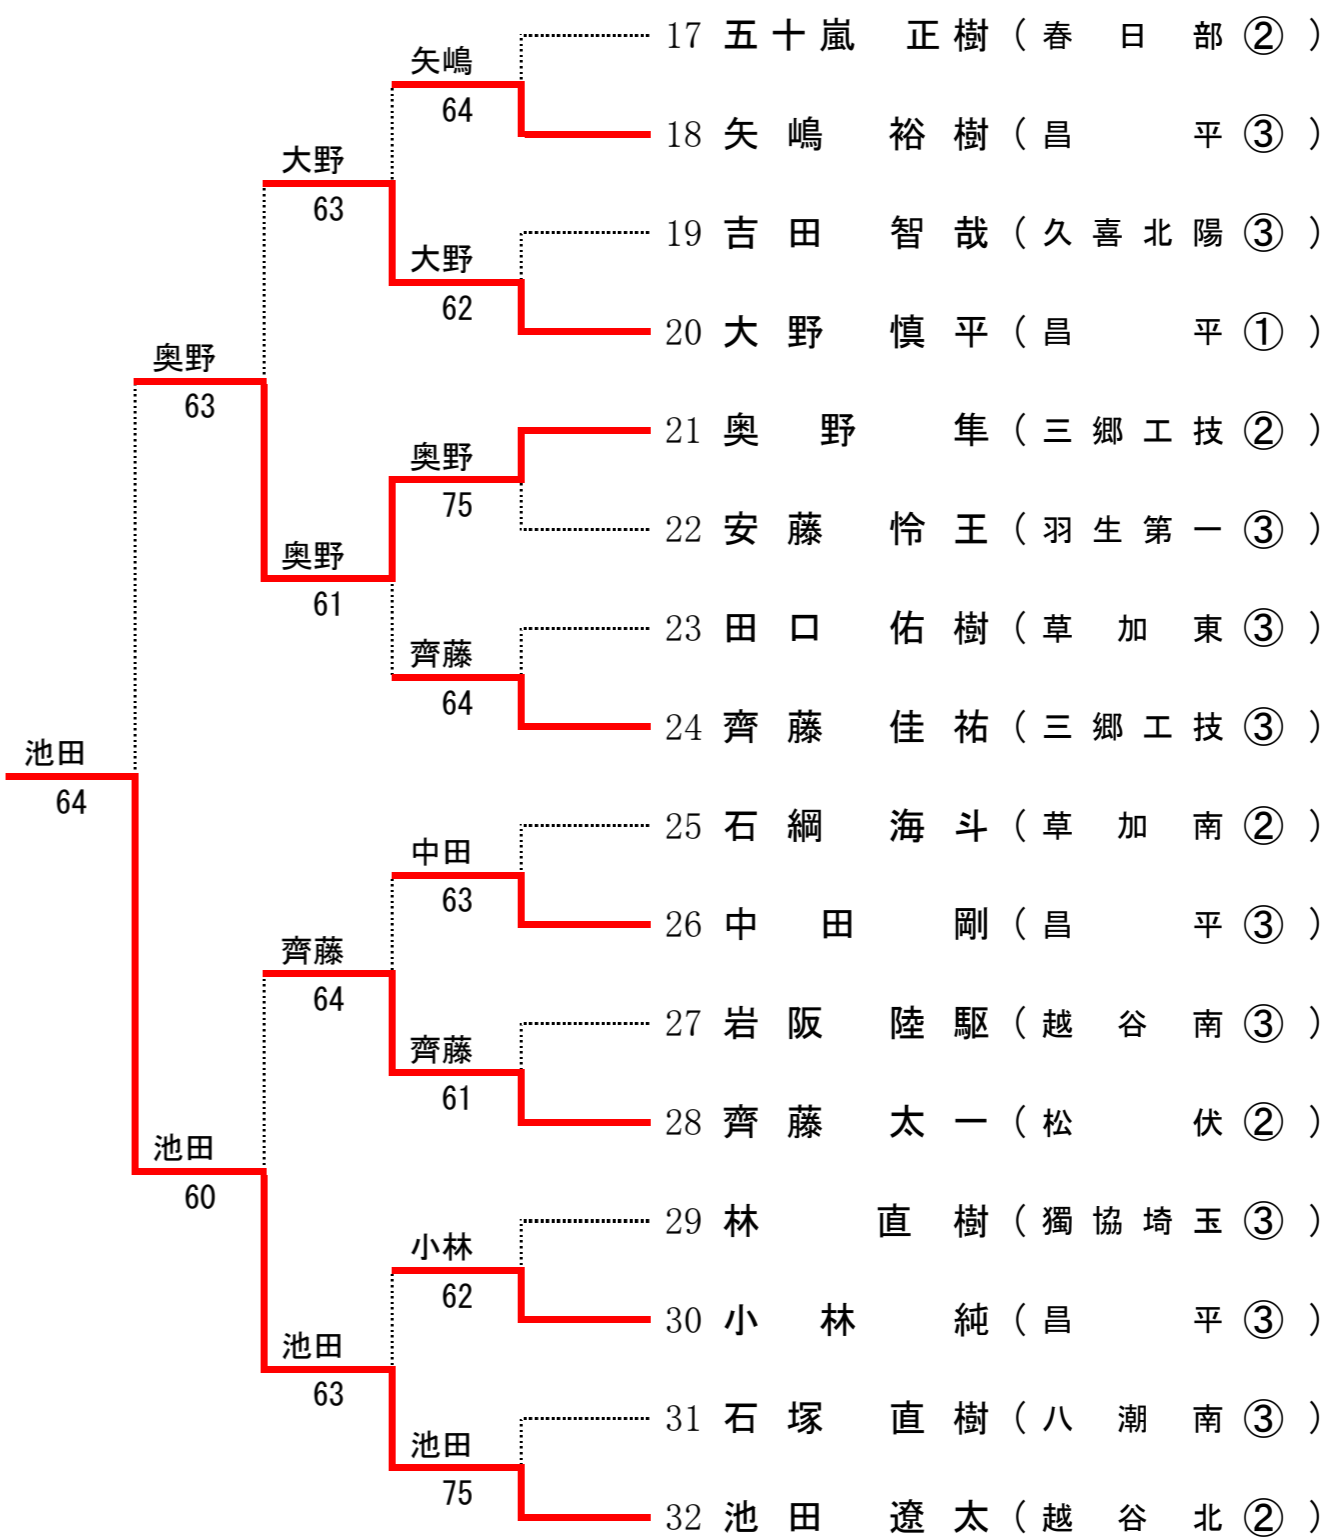 17 五十嵐 正樹 （ 春日部 ② ）
矢嶋
64
18 矢嶋 裕樹 （ 昌平 ③ ）
大野
63
19 吉田 智哉 （ 久喜北陽 ③ ）
大野
62
20 大野 慎平 （ 昌平 ① ）
奥野
63
21 奥野 隼 （ 三郷工技 ② ）
奥野
75
22 安藤 怜王 （ 羽生第一 ③ ）
奥野
61
23 田口 佑樹 （ 草加東 ③ ）
齊藤
64
24 齊藤 佳祐 （ 三郷工技 ③ ）
池田
64
25 石綱 海斗 （ 草加南 ② ）
中田
63
26 中田 剛 （ 昌平 ③ ）
齊藤
64
27 岩阪 陸駆 （ 越谷南 ③ ）
齊藤
61
28 齊藤 太一 （ 松伏 ② ）
池田
60
29 林 直樹 （ 獨協埼玉 ③ ）
小林
62
30 小林 純 （ 昌平 ③ ）
池田
63
31 石塚 直樹 （ 八潮南 ③ ）
池田
75
32 池田 遼太 （ 越谷北 ② ）